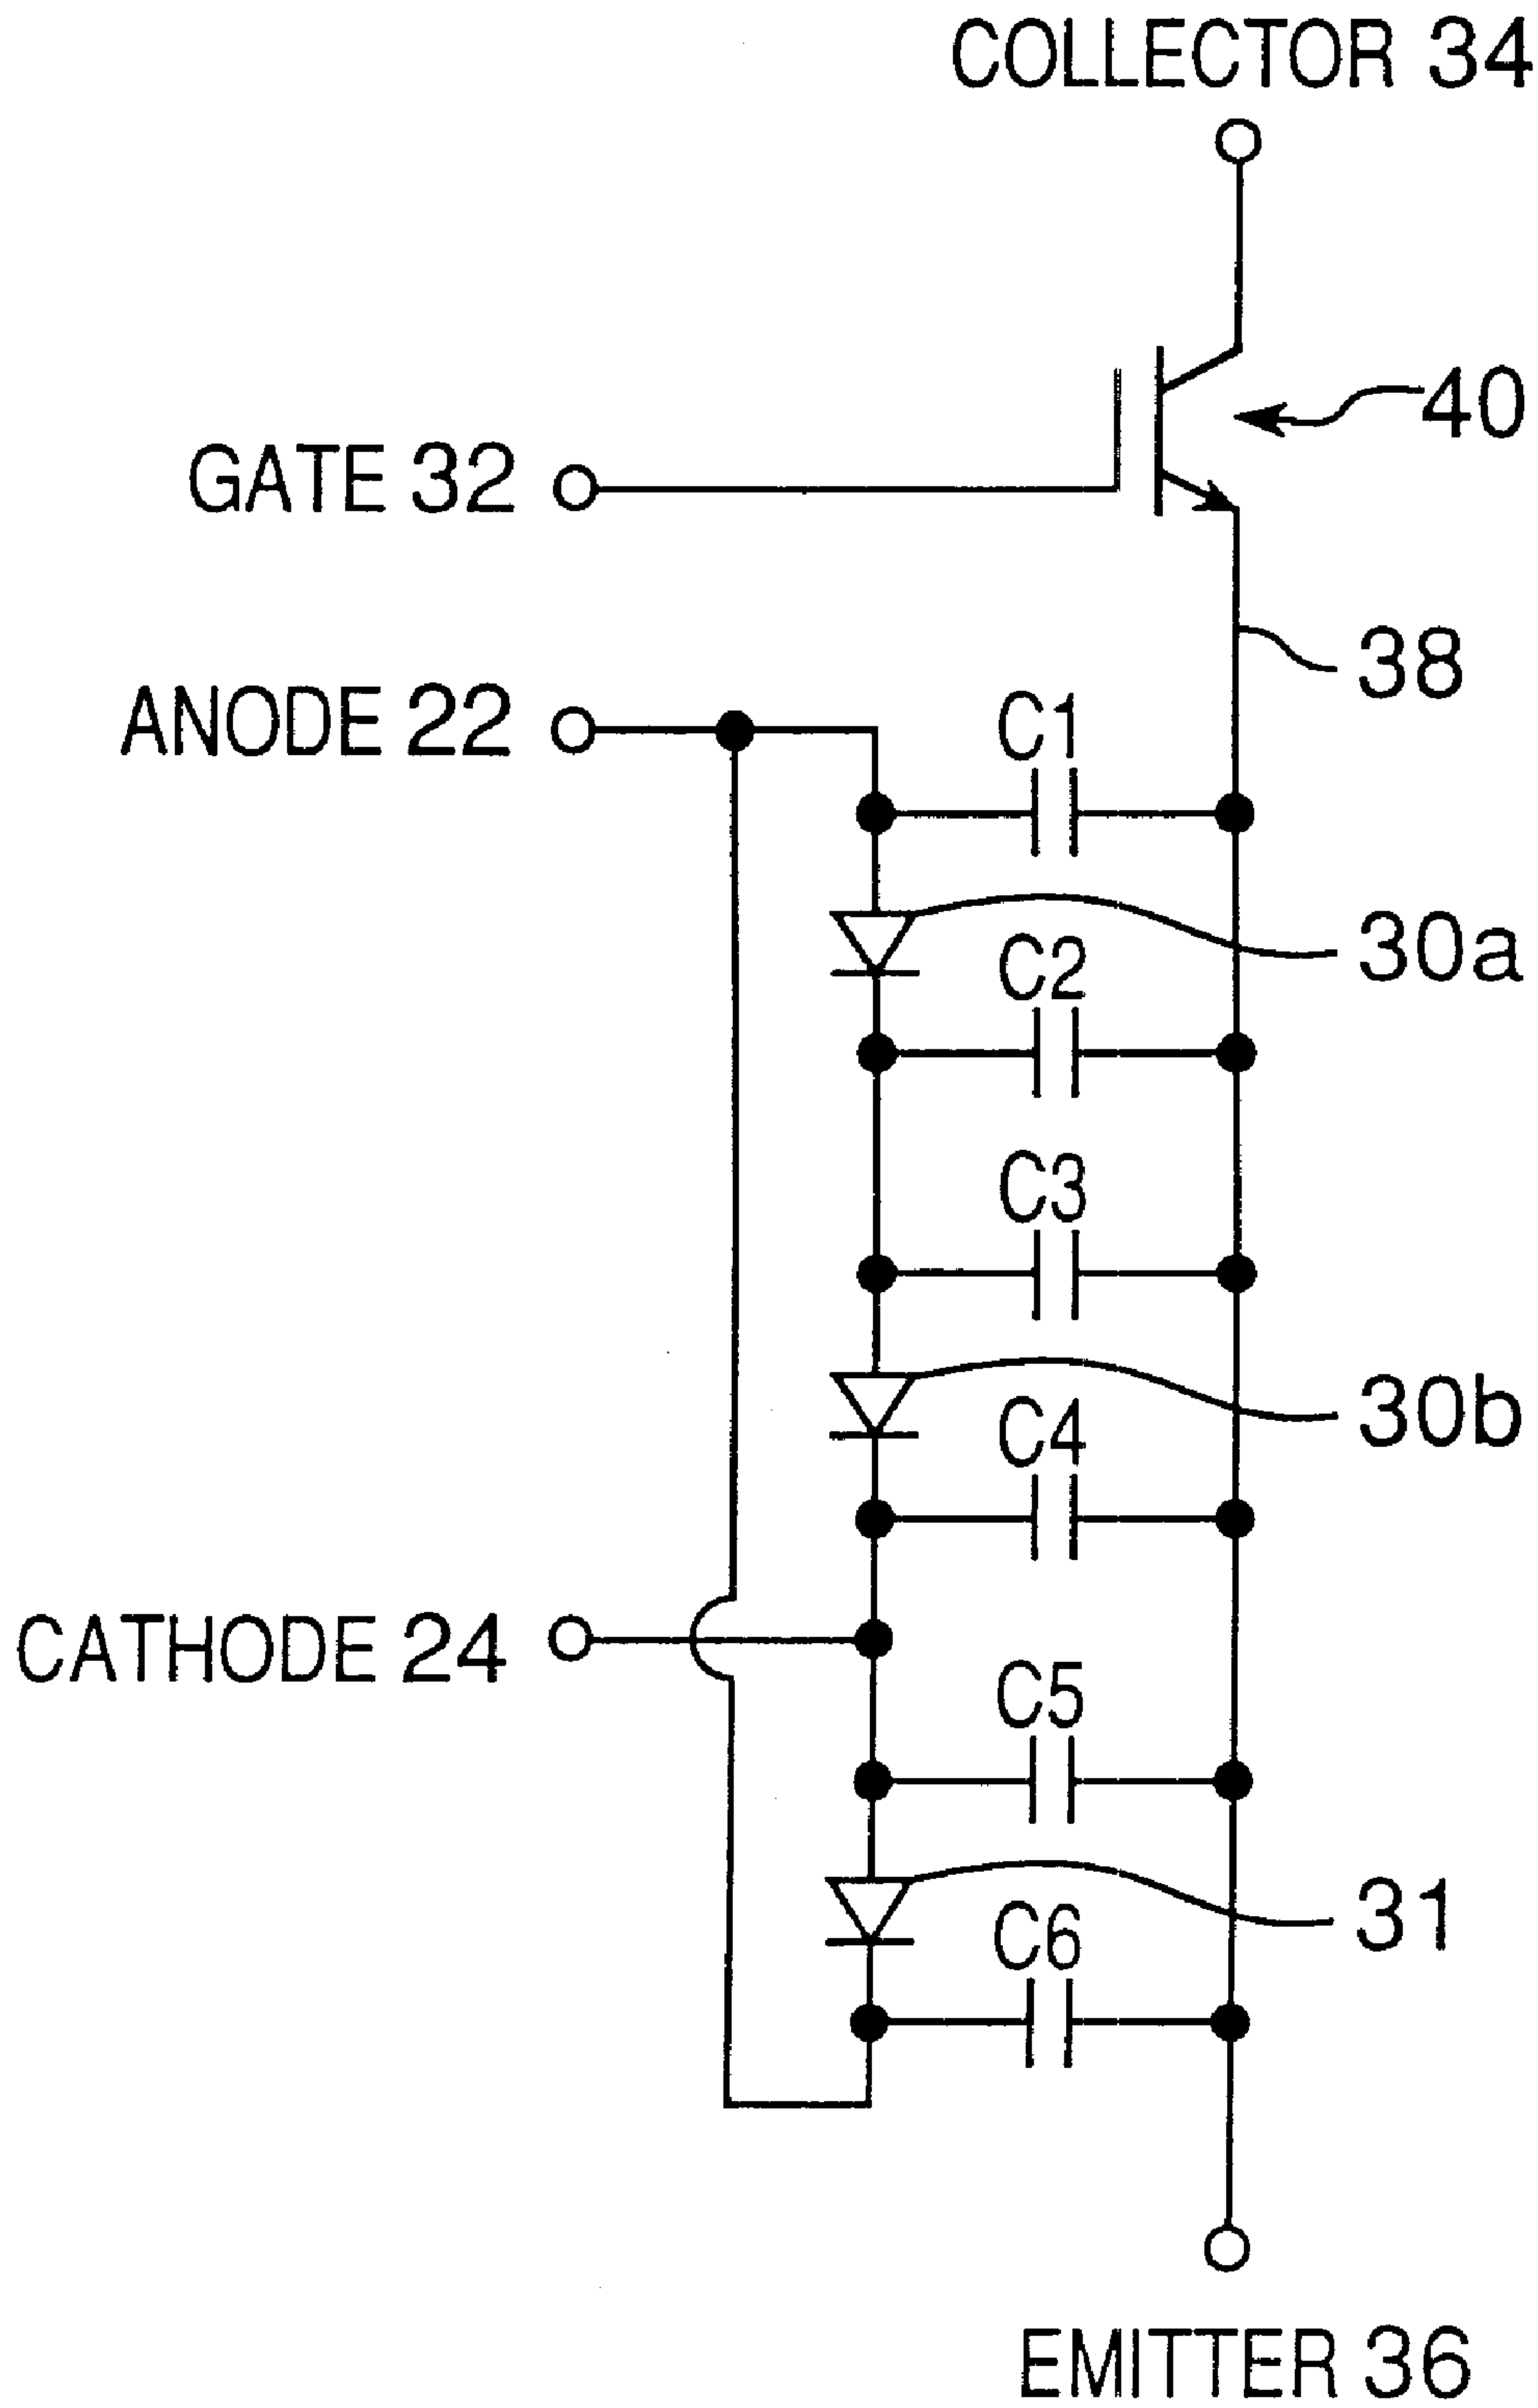 COLLECTOR 34
40
GATE 32
38
ANODE 22
C1
30a
C2
C3
30b
C4
CATHODE 24
C5
31
C6
EMITTER 36